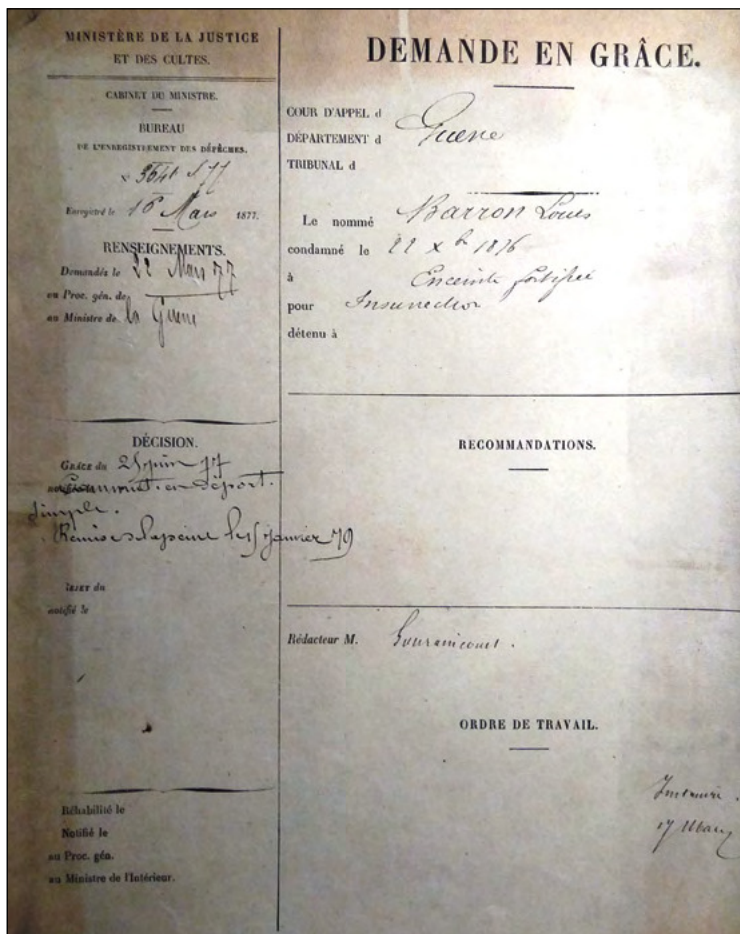 MINISTÈRE DE LA JUSTICE
ET DES CULTES.
CABINET DU MINISTRE.
BUREAU
DE L'ENREGISTREMENT DES DÉPÊCHES.
N° S 77
Enregistré le 16 Mars 1877.
RENSEIGNEMENTS.
Demandés le 22 Mars 77
au Proc. gén. de
au Ministre de la Guerre
DÉCISION.
GRÂCE du 25 juin 77
notifiée Commuée en déport.
simple.
Remise de la peine le 15 janvier 79
REJET du
notifié le
Réhabilité le
Notifié le
au Proc. gén.
au Ministre de l'Intérieur.
DEMANDE EN GRÂCE.
COUR D'APPEL d
DÉPARTEMENT d Guerre
TRIBUNAL d
Le nommé Barron Louis
condamné le 22 Xbre 1876
à Enceinte fortifiée
pour Insurrection
détenu à
RECOMMANDATIONS.
Rédacteur M.
ORDRE DE TRAVAIL.
17 Mars